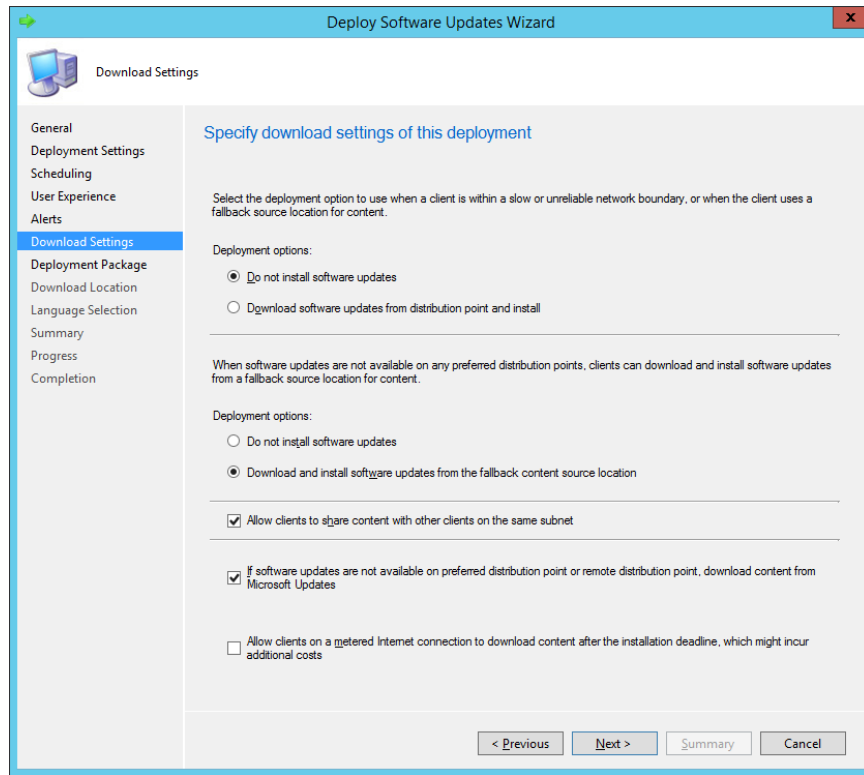 Deploy Software Updates Wizard
x
Download Settings
General
Deployment Settings
Scheduling
User Experience
Alerts
Download Settings
Deployment Package
Download Location
Language Selection
Summary
Progress
Completion
Specify download settings of this deployment
Select the deployment option to use when a client is within a slow or unreliable network boundary, or when the client uses a
fallback source location for content.
Deployment options:
Do not install software updates
Download software updates from distribution point and install
When software updates are not available on any preferred distribution points, clients can download and install software updates
from a fallback source location for content.
Deployment options:
Do not install software updates
Download and install software updates from the fallback content source location
Allow clients to share content with other clients on the same subnet
If software updates are not available on preferred distribution point or remote distribution point, download content from
Microsoft Updates
Allow clients on a metered Internet connection to download content after the installation deadline, which might incur
additional costs
< Previous
Next >
Summary
Cancel